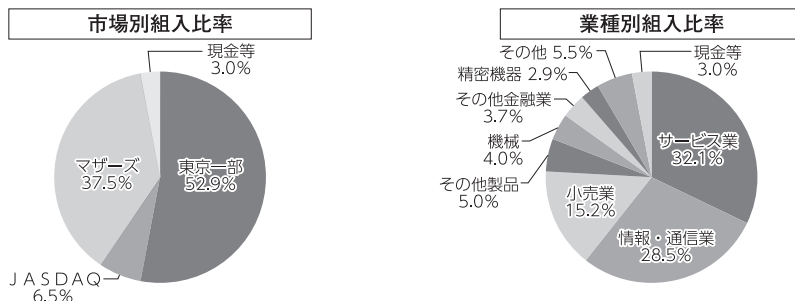 市場別組入比率
現金等
3.0%
マザーズ
37.5%
東京一部
52.9%
JASDAQ
6.5%
業種別組入比率
その他 5.5%
現金等
3.0%
精密機器 2.9%
その他金融業
3.7%
機械
4.0%
その他製品
5.0%
サービス業
32.1%
小売業
15.2%
情報・通信業
28.5%